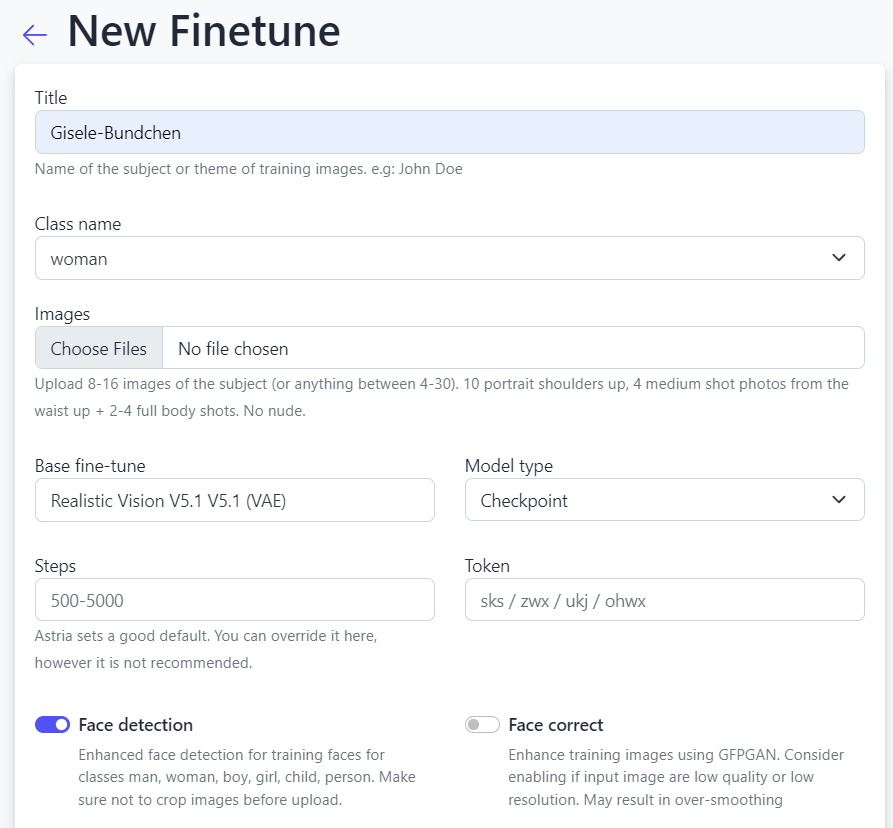 New Finetune
Title
Gisele-Bundchen
Name of the subject or theme of training images. e.g: John Doe
Class name
woman
Images
Choose Files No file chosen
Upload 8-16 images of the subject (or anything between 4-30). 10 portrait shoulders up, 4 medium shot photos from the
waist up + 2-4 full body shots. No nude.
Base fine-tune
Realistic Vision V5.1 V5.1 (VAE)
Model type
Checkpoint
Steps
500-5000
Astria sets a good default. You can override it here,
however it is not recommended.
Token
sks / zwx / ukj / ohwx
Face detection
Enhanced face detection for training faces for
classes man, woman, boy, girl, child, person. Make
sure not to crop images before upload.
Face correct
Enhance training images using GFPGAN. Consider
enabling if input image are low quality or low
resolution. May result in over-smoothing